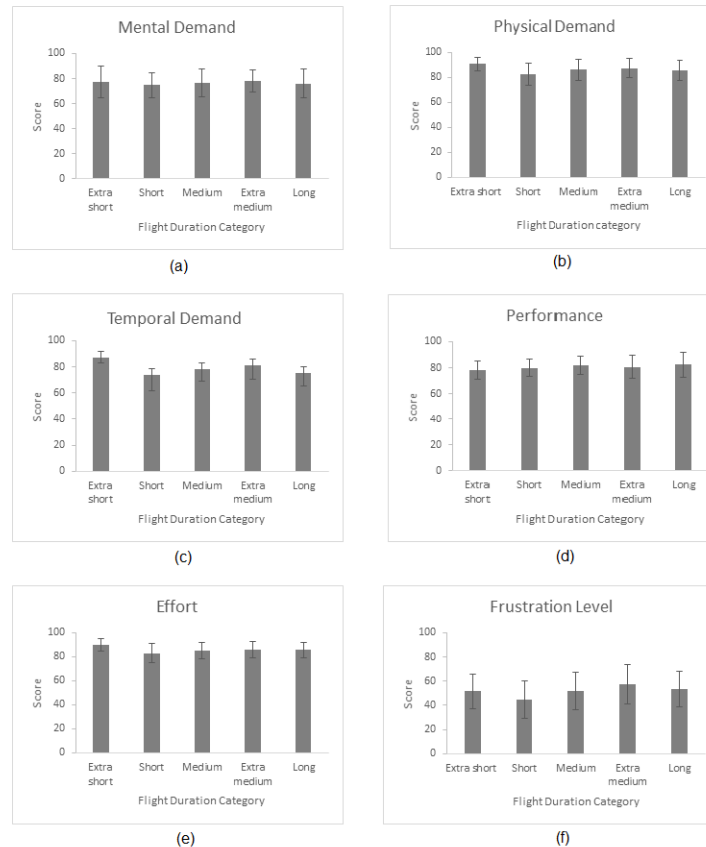 Mental Demand
100
80
60
40
20
0
Score
Extra short
Short
Medium
Extra medium
Long
Flight Duration Category
(a)
Physical Demand
100
80
60
40
20
0
Score
Extra short
Short
Medium
Extra medium
Long
Flight Duration category
(b)
Temporal Demand
100
80
60
40
20
0
Score
Extra short
Short
Medium
Extra medium
Long
Flight Duration Category
(c)
Performance
100
80
60
40
20
0
Score
Extra short
Short
Medium
Extra medium
Long
Flight Duration Category
(d)
Effort
100
80
60
40
20
0
Score
Extra short
Short
Medium
Extra medium
Long
Flight Duration Category
(e)
Frustration Level
100
80
60
40
20
0
Score
Extra short
Short
Medium
Extra medium
Long
Flight Duration Category
(f)